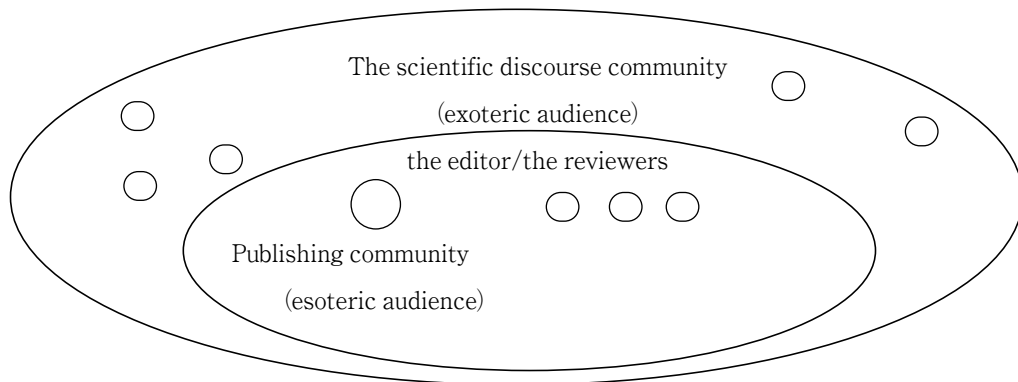 The scientific discourse community
(exoteric audience)
the editor/the reviewers
Publishing community
(esoteric audience)